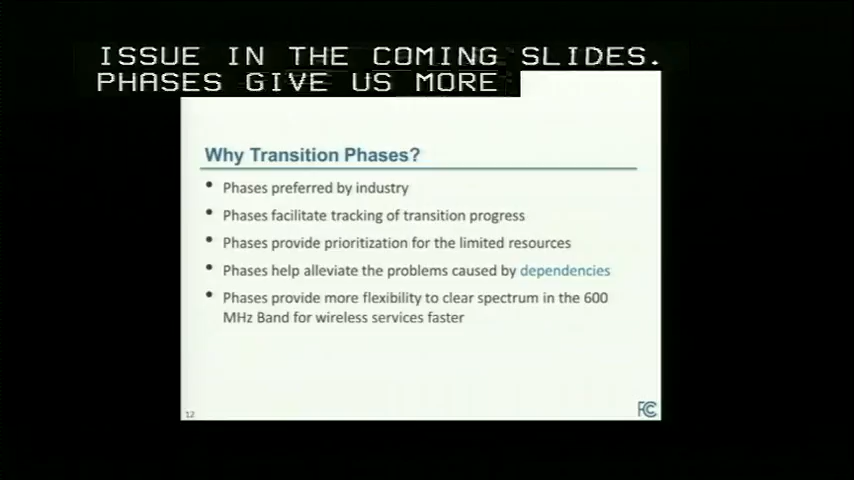 ISSUE IN THE COMING SLIDES.
PHASES GIVE US MORE
Why Transition Phases?
• Phases preferred by industry
• Phases facilitate tracking of transition progress
• Phases provide prioritization for the limited resources
• Phases help alleviate the problems caused by dependencies
• Phases provide more flexibility to clear spectrum in the 600
MHz Band for wireless services faster
12
FCC